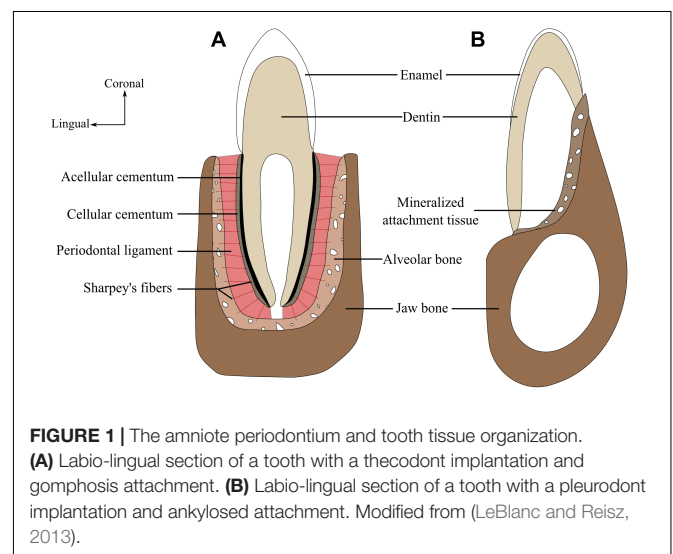 A
B
Coronal
Lingual
Enamel
Dentin
Acellular cementum
Cellular cementum
Periodontal ligament
Sharpey's fibers
Mineralized
attachment tissue
Alveolar bone
Jaw bone
FIGURE 1 | The amniote periodontium and tooth tissue organization.
(A) Labio-lingual section of a tooth with a thecodont implantation and
gomphosis attachment. (B) Labio-lingual section of a tooth with a pleurodont
implantation and ankylosed attachment. Modified from (LeBlanc and Reisz,
2013).